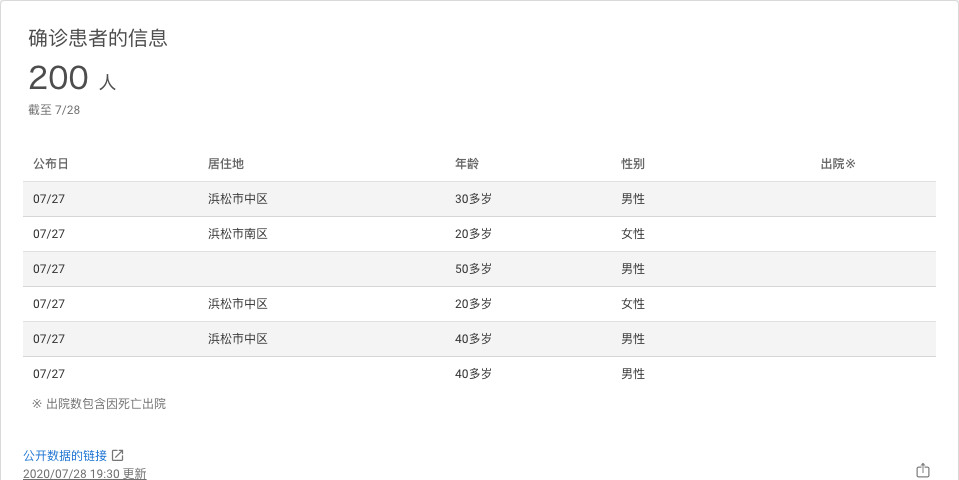 确诊患者的信息
200 人
截至 7/28
公布日 居住地 年龄 性别 出院※
07/27 浜松市中区 30多岁 男性
07/27 浜松市南区 20多岁 女性
07/27 50多岁 男性
07/27 浜松市中区 20多岁 女性
07/27 浜松市中区 40多岁 男性
07/27 40多岁 男性
※ 出院数包含因死亡出院
公开数据的链接
2020/07/28 19:30 更新